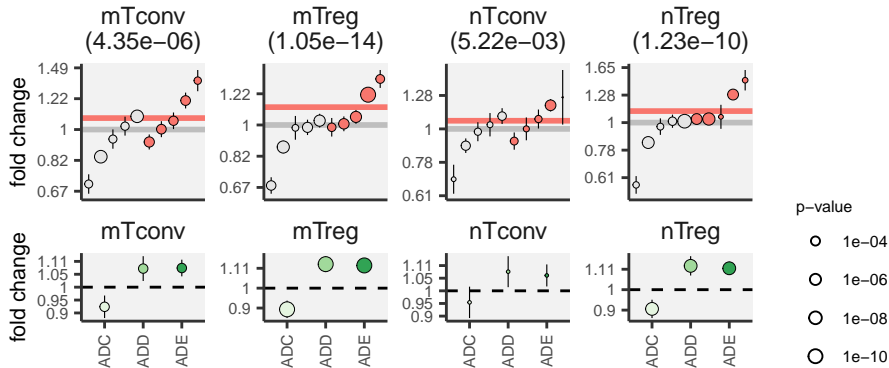 mTconv
(4.35e−06)
mTreg
(1.05e−14)
nTconv
(5.22e−03)
nTreg
(1.23e−10)
fold change
1.49
1.22
1
0.82
0.67
1.22
1
0.82
0.67
1.28
1
0.78
0.61
1.65
1.28
1
0.78
0.61
mTconv
mTreg
nTconv
nTreg
fold change
1.11
1.05
1
0.95
0.9
1.11
1
0.9
1.11
1.05
1
0.95
0.9
1.11
1
0.9
ADC
ADD
ADE
ADC
ADD
ADE
ADC
ADD
ADE
ADC
ADD
ADE
p−value
1e−04
1e−06
1e−08
1e−10